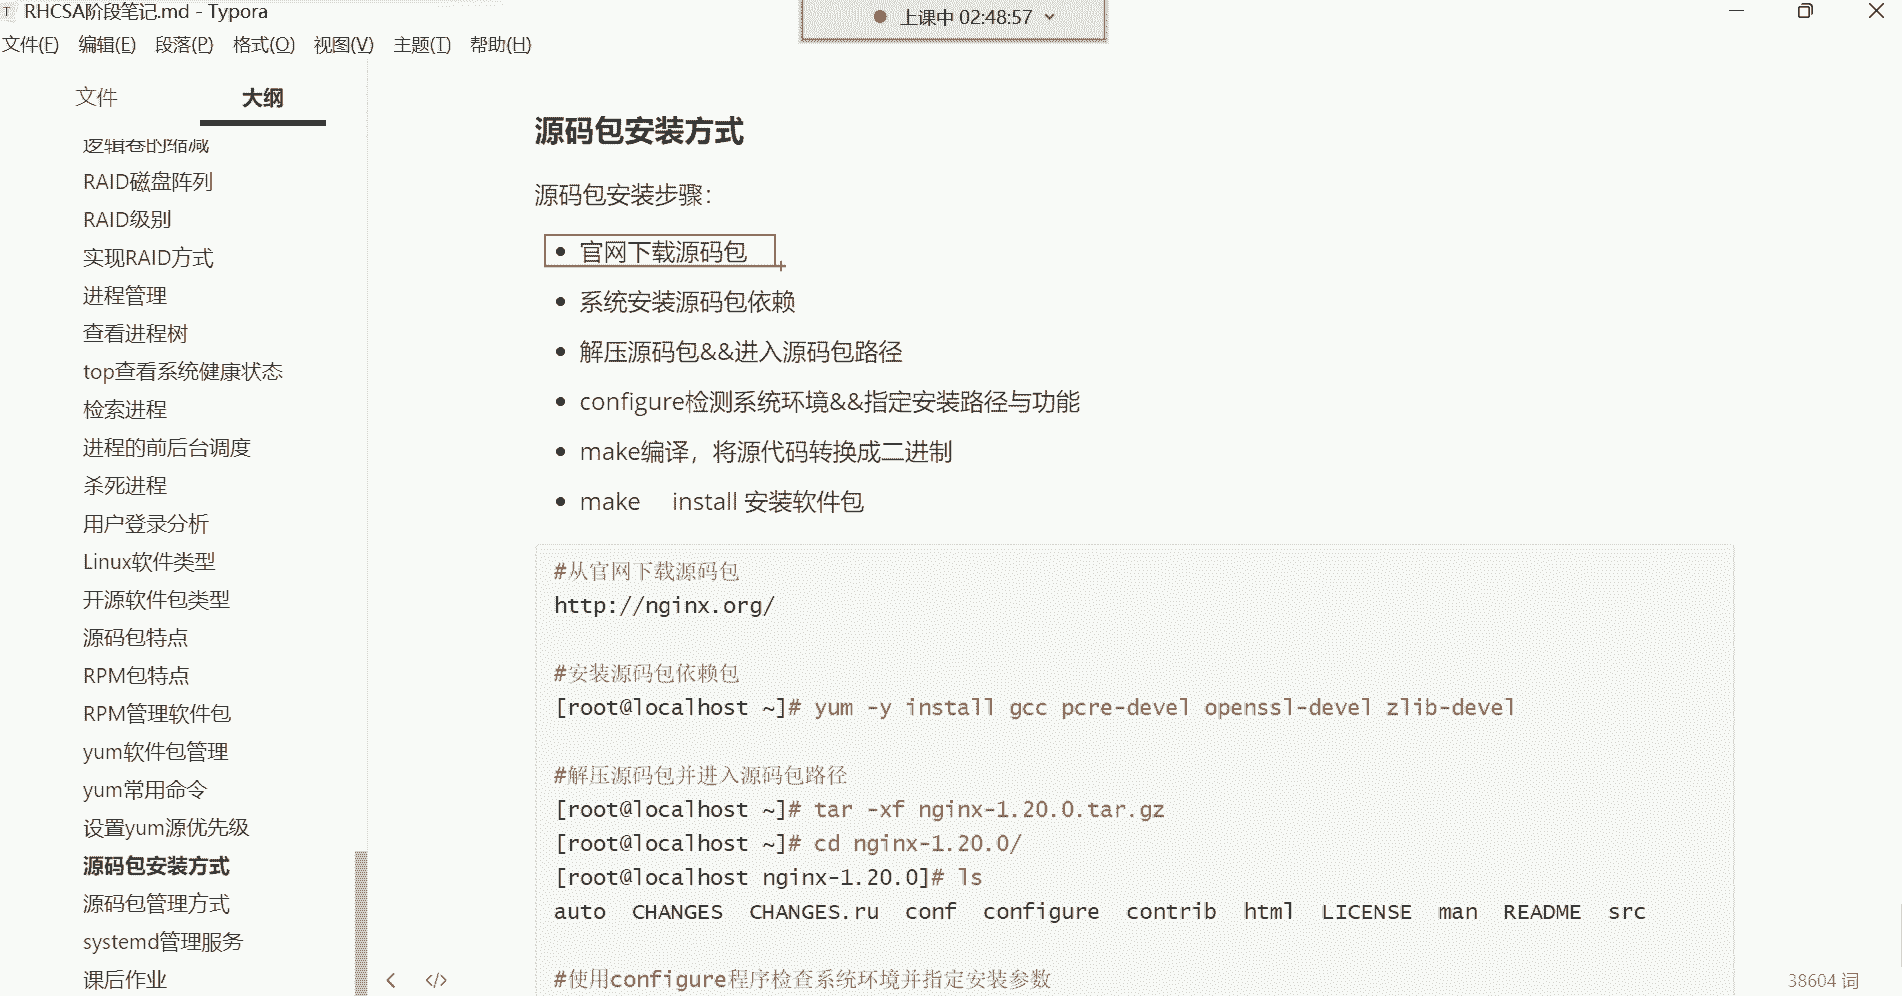 RHCSA阶段笔记.md - Typora
上课中 02:48:57
文件(F) 编辑(E) 段落(P) 格式(O) 视图(V) 主题(T) 帮助(H)
文件 大纲
逻辑卷的缩减
RAID磁盘阵列
RAID级别
实现RAID方式
进程管理
查看进程树
top查看系统健康状态
检索进程
进程的前后台调度
杀死进程
用户登录分析
Linux软件类型
开源软件包类型
源码包特点
RPM包特点
RPM管理软件包
yum软件包管理
yum常用命令
设置yum源优先级
源码包安装方式
源码包管理方式
systemd管理服务
课后作业
源码包安装方式
源码包安装步骤：
官网下载源码包
系统安装源码包依赖
解压源码包&&进入源码包路径
configure检测系统环境&&指定安装路径与功能
make编译，将源代码转换成二进制
make install 安装软件包
#从官网下载源码包
http://nginx.org/
#安装源码包依赖包
[root@localhost ~]# yum -y install gcc pcre-devel openssl-devel zlib-devel
#解压源码包并进入源码包路径
[root@localhost ~]# tar -xf nginx-1.20.0.tar.gz
[root@localhost ~]# cd nginx-1.20.0/
[root@localhost nginx-1.20.0]# ls
auto CHANGES CHANGES.ru conf configure contrib html LICENSE man README src
#使用configure程序检查系统环境并指定安装参数
38604 词